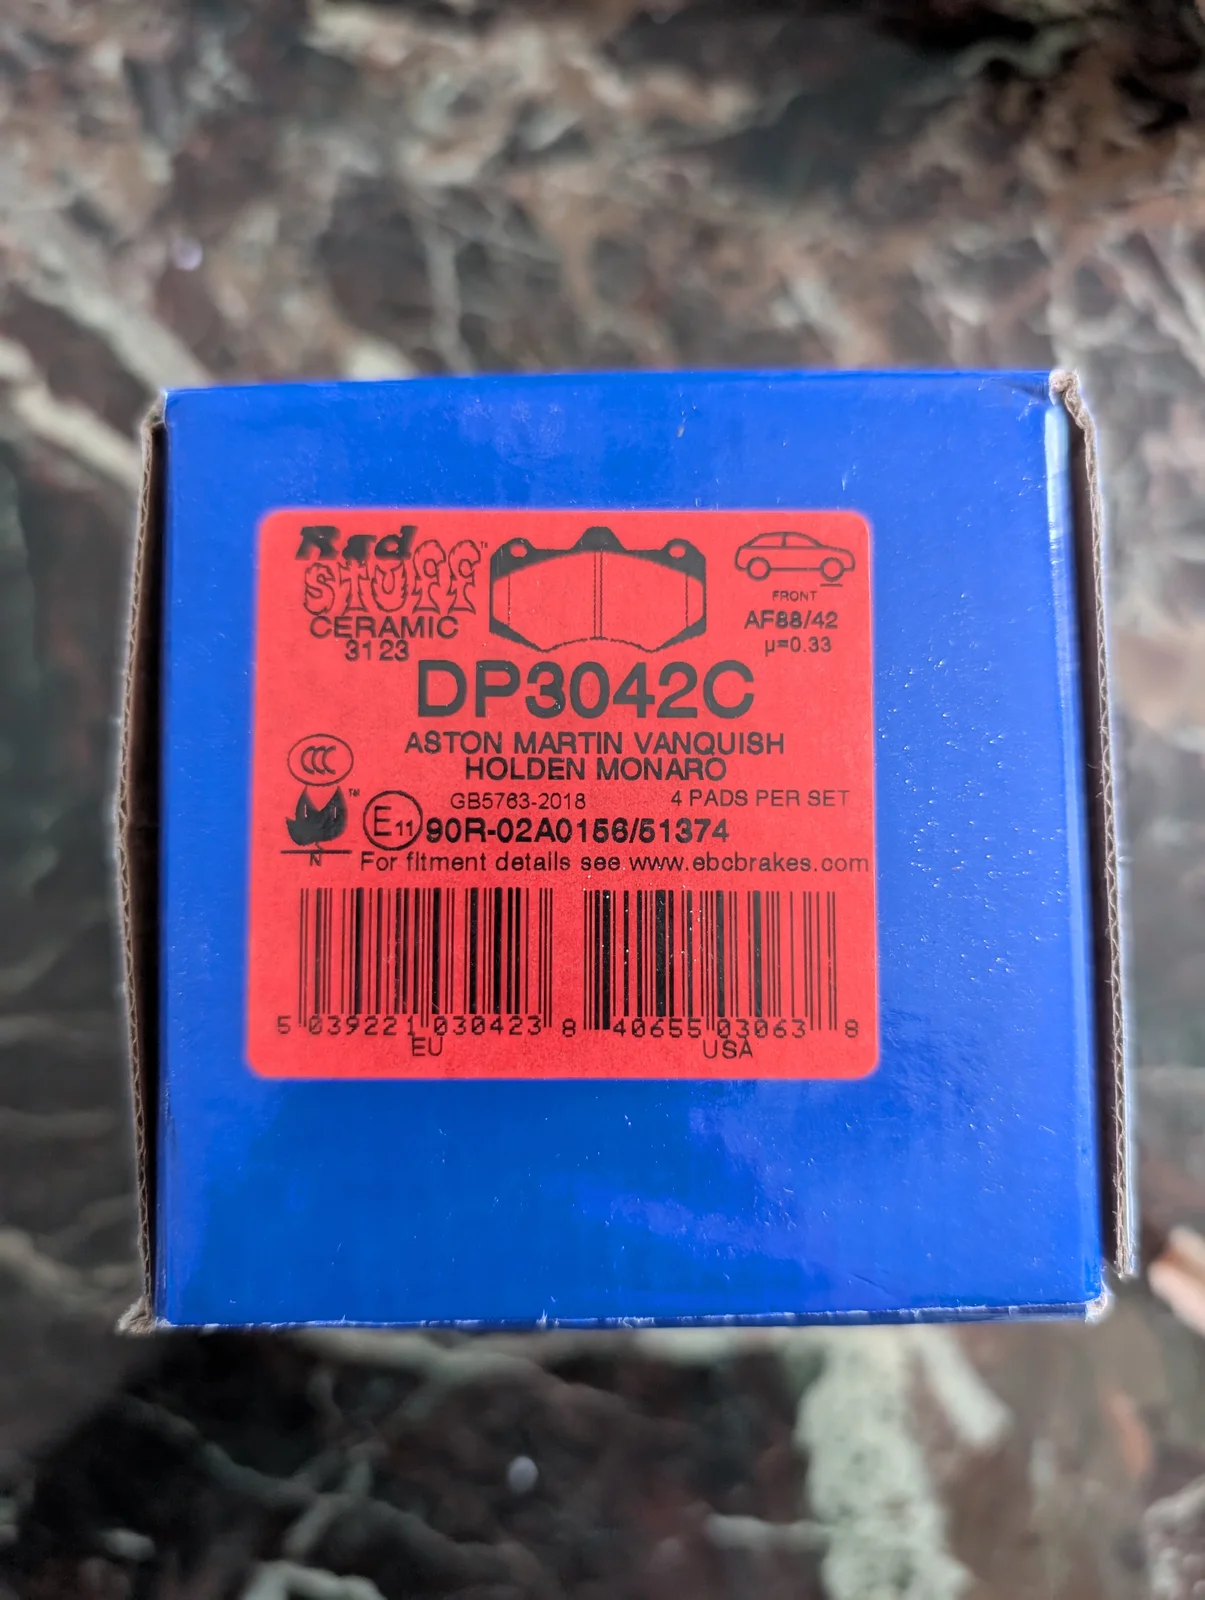 Red
STUFF™
CERAMIC
3123
FRONT
AF88/42
µ=0.33
DP3042C
ASTON MARTIN VANQUISH
HOLDEN MONARO
CCC
GB5763-2018 4 PADS PER SET
™
E11 90R-02A0156/51374
N
For fitment details see www.ebcbrakes.com
5 039221 030423 8 40655 03063 8
EU USA